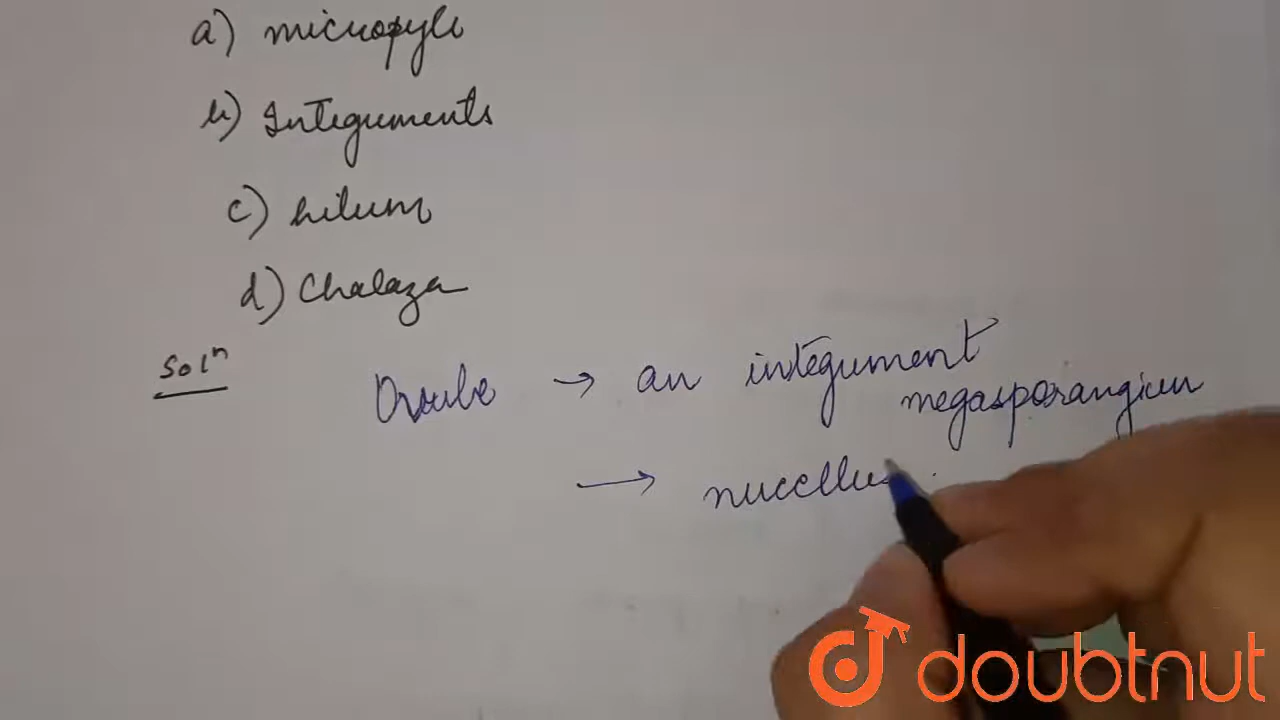 a) micropyle
b) Integuments
c) hilum
d) Chalaza
Solⁿ
Ovule → an integument
megasporangium
→ nucellus.
doubtnut